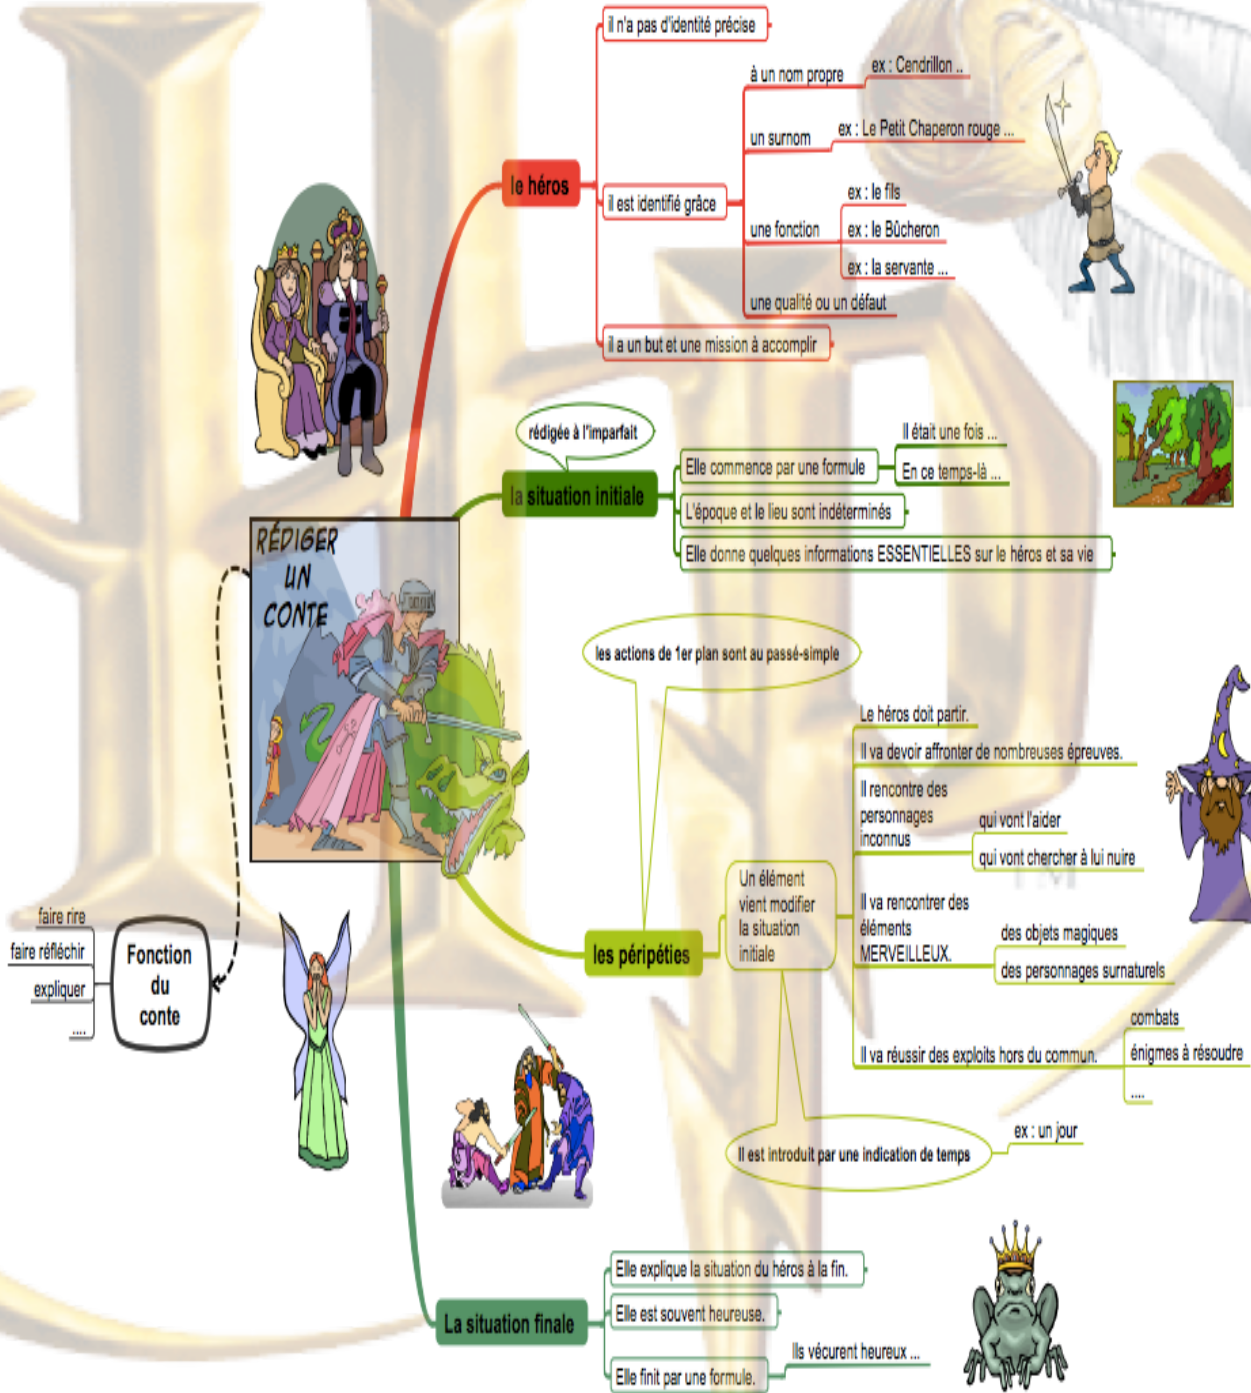 il n'a pas d'identité précise
à un nom propre
ex : Cendrillon ..
un surnom
ex : Le Petit Chaperon rouge ...
le héros
il est identifié grâce
ex : le fils
une fonction
ex : le Bûcheron
ex : la servante ...
une qualité ou un défaut
il a un but et une mission à accomplir
rédigée à l'imparfait
la situation initiale
Elle commence par une formule
Il était une fois ...
En ce temps-là ...
L'époque et le lieu sont indéterminés
Elle donne quelques informations ESSENTIELLES sur le héros et sa vie
RÉDIGER
UN
CONTE
les actions de 1er plan sont au passé-simple
les péripéties
Un élément
vient modifier
la situation
initiale
Le héros doit partir.
Il va devoir affronter de nombreuses épreuves.
Il rencontre des
personnages
inconnus
qui vont l'aider
qui vont chercher à lui nuire
Il va rencontrer des
éléments
MERVEILLEUX.
des objets magiques
des personnages surnaturels
Il va réussir des exploits hors du commun.
combats
énigmes à résoudre
....
Il est introduit par une indication de temps
ex : un jour
faire rire
faire réfléchir
expliquer
....
Fonction
du
conte
La situation finale
Elle explique la situation du héros à la fin.
Elle est souvent heureuse.
Elle finit par une formule.
Ils vécurent heureux ...